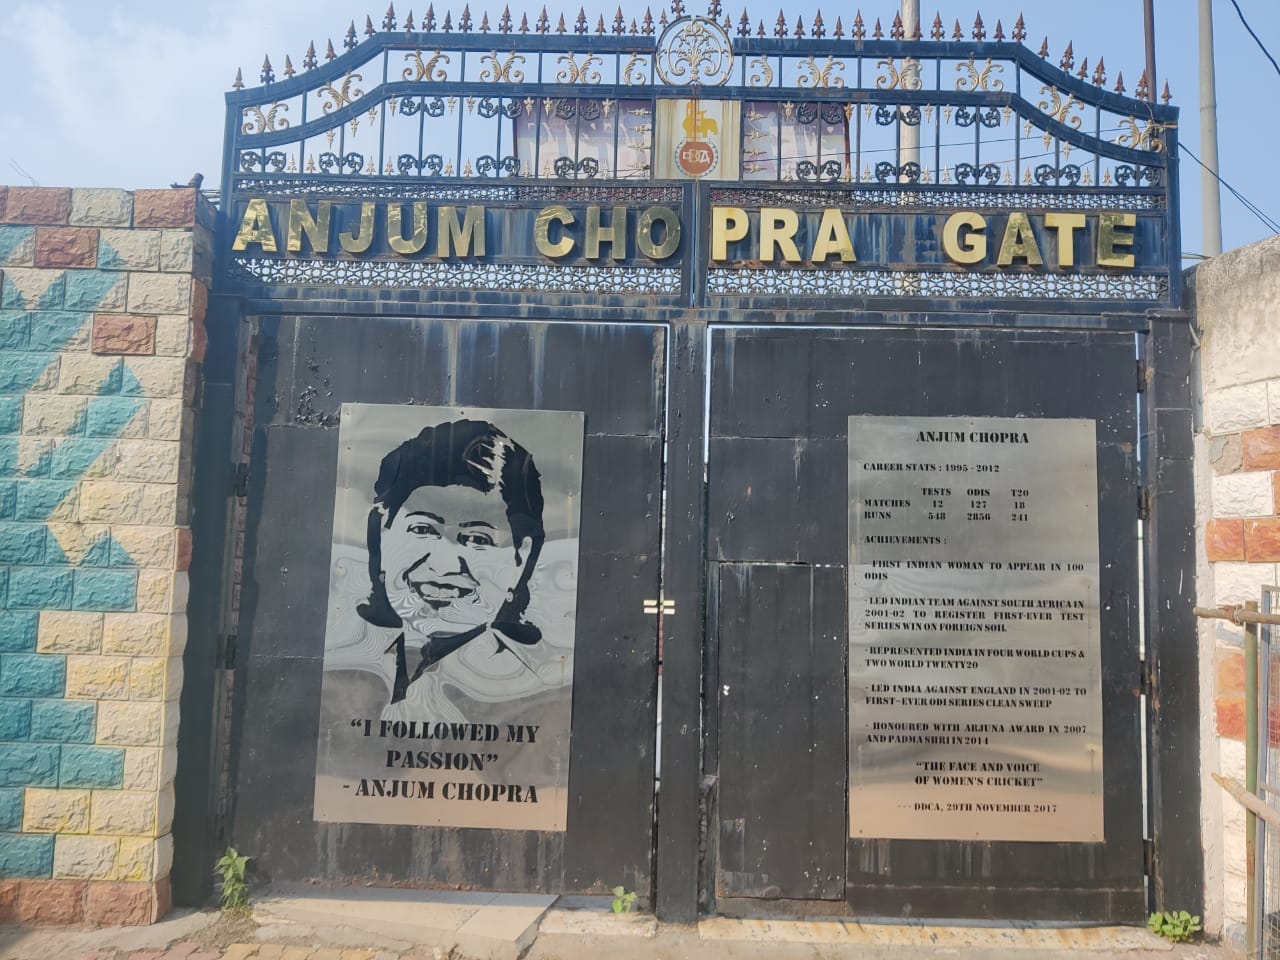 DDCA
ANJUM CHOPRA GATE
"I FOLLOWED MY
PASSION"
- ANJUM CHOPRA
ANJUM CHOPRA
CAREER STATS : 1995 - 2012
TESTS ODIS T20
MATCHES 12 127 18
RUNS 548 2856 241
ACHIEVEMENTS :
- FIRST INDIAN WOMAN TO APPEAR IN 100
ODIS
- LED INDIAN TEAM AGAINST SOUTH AFRICA IN
2001-02 TO REGISTER FIRST-EVER TEST
SERIES WIN ON FOREIGN SOIL
- REPRESENTED INDIA IN FOUR WORLD CUPS &
TWO WORLD TWENTY20
- LED INDIA AGAINST ENGLAND IN 2001-02 TO
FIRST-EVER ODI SERIES CLEAN SWEEP
- HONOURED WITH ARJUNA AWARD IN 2007
AND PADMA SHRI IN 2014
"THE FACE AND VOICE
OF WOMEN'S CRICKET"
- - - DDCA, 29TH NOVEMBER 2017